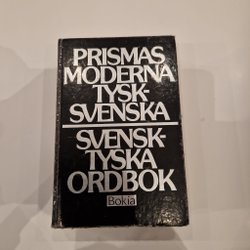 PRISMAS
MODERNA
TYSK-
SVENSKA
SVENSK-
TYSKA
ORDBOK
Bokia